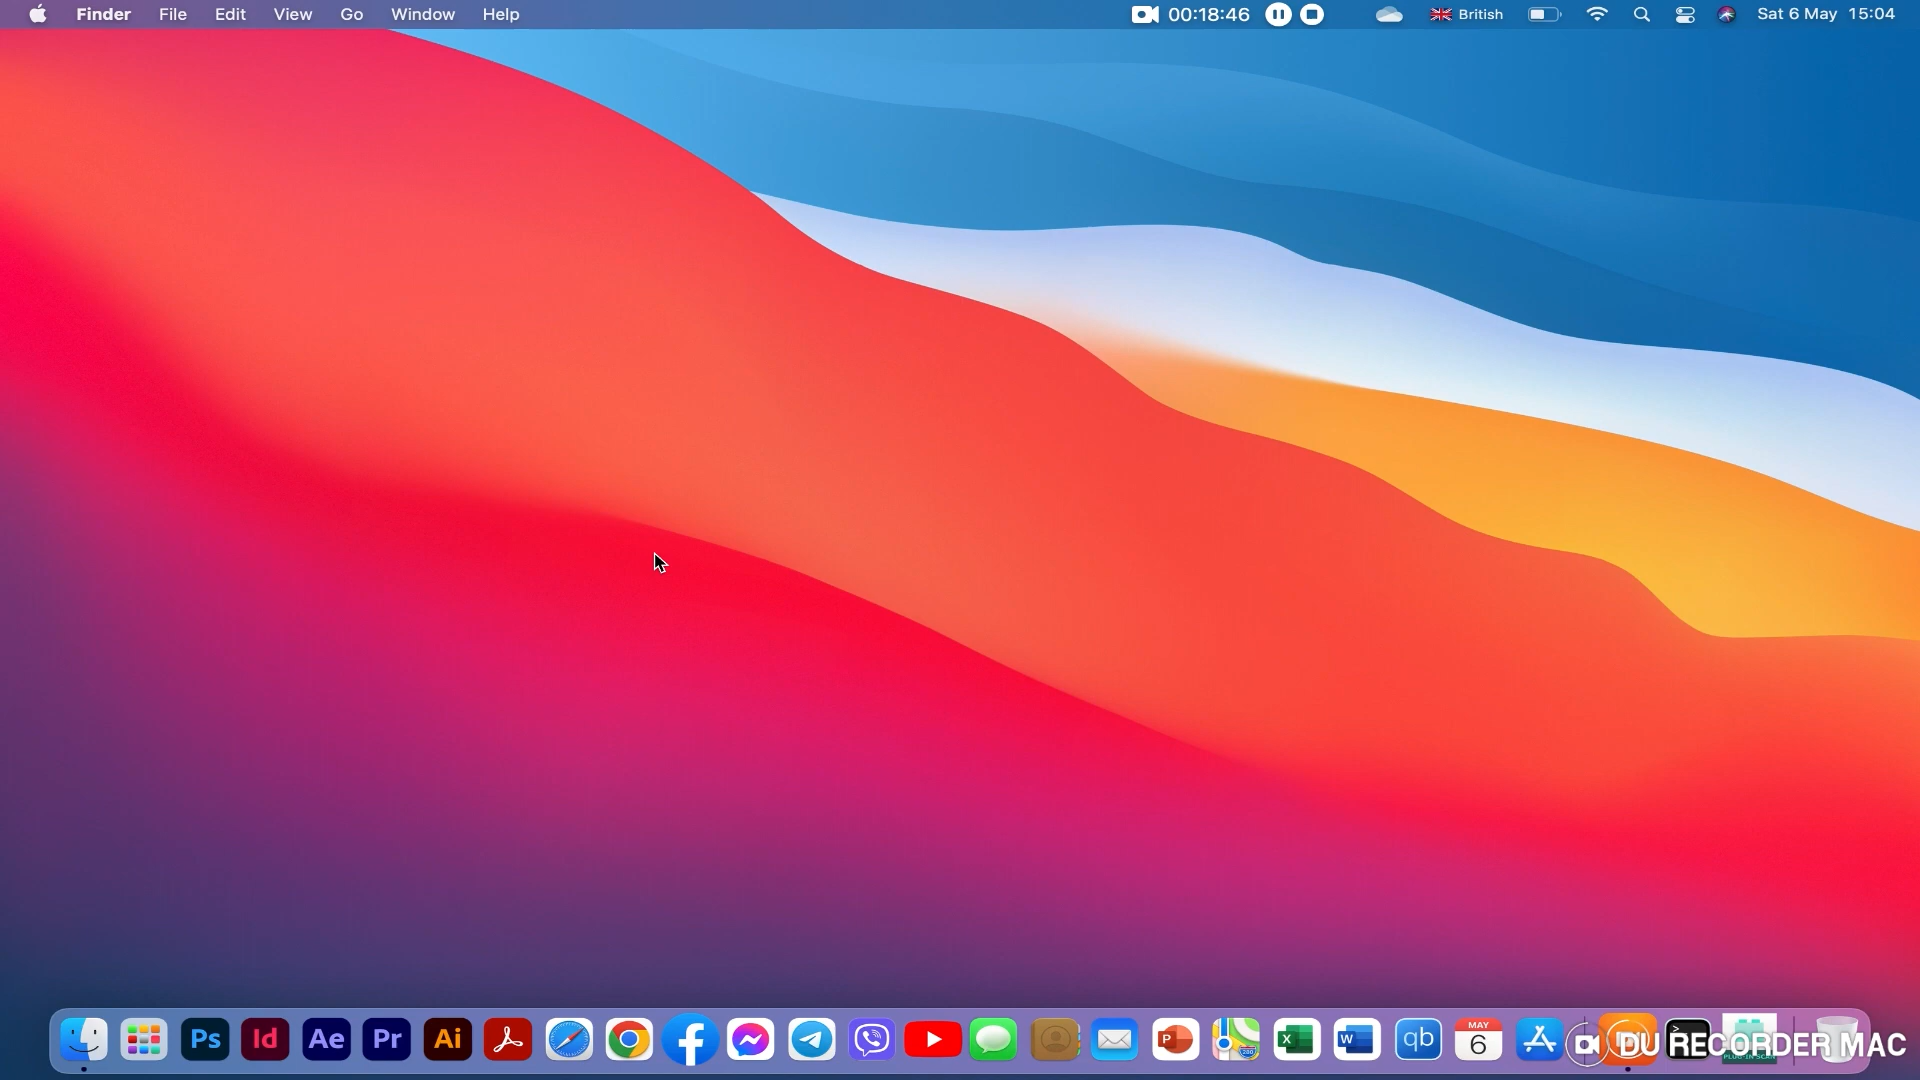 Finder File Edit View Go Window Help 00:18:46 British Sat 6 May 15:04
Ps Id Ae Pr Ai P 280 X W qb MAY 6 >_
DU RECORDER MAC